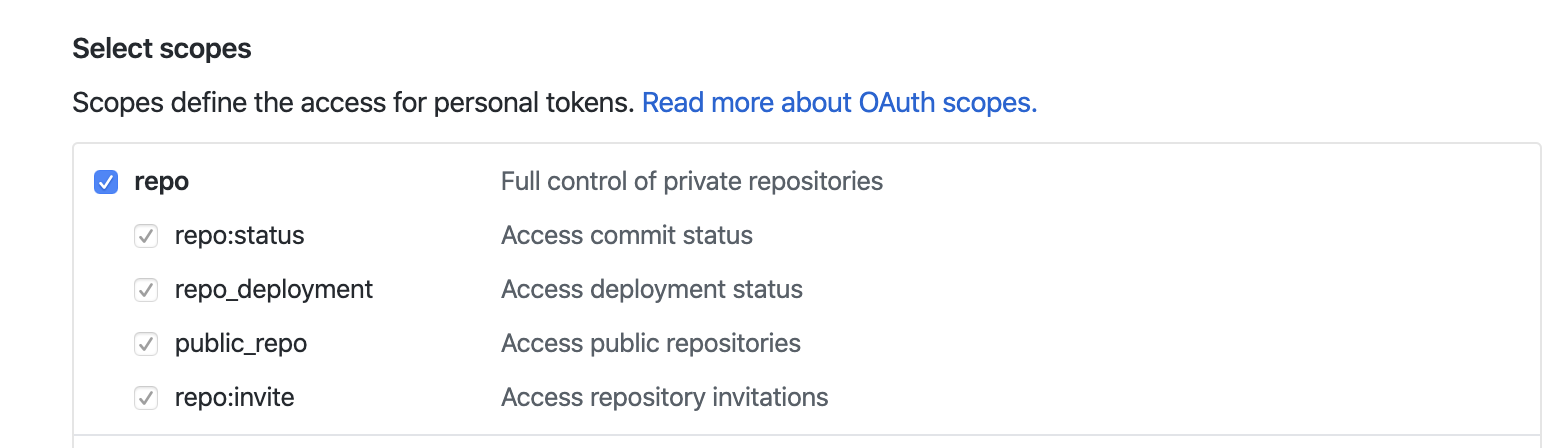 Select scopes
Scopes define the access for personal tokens. Read more about OAuth scopes.
repo Full control of private repositories
repo:status Access commit status
repo_deployment Access deployment status
public_repo Access public repositories
repo:invite Access repository invitations